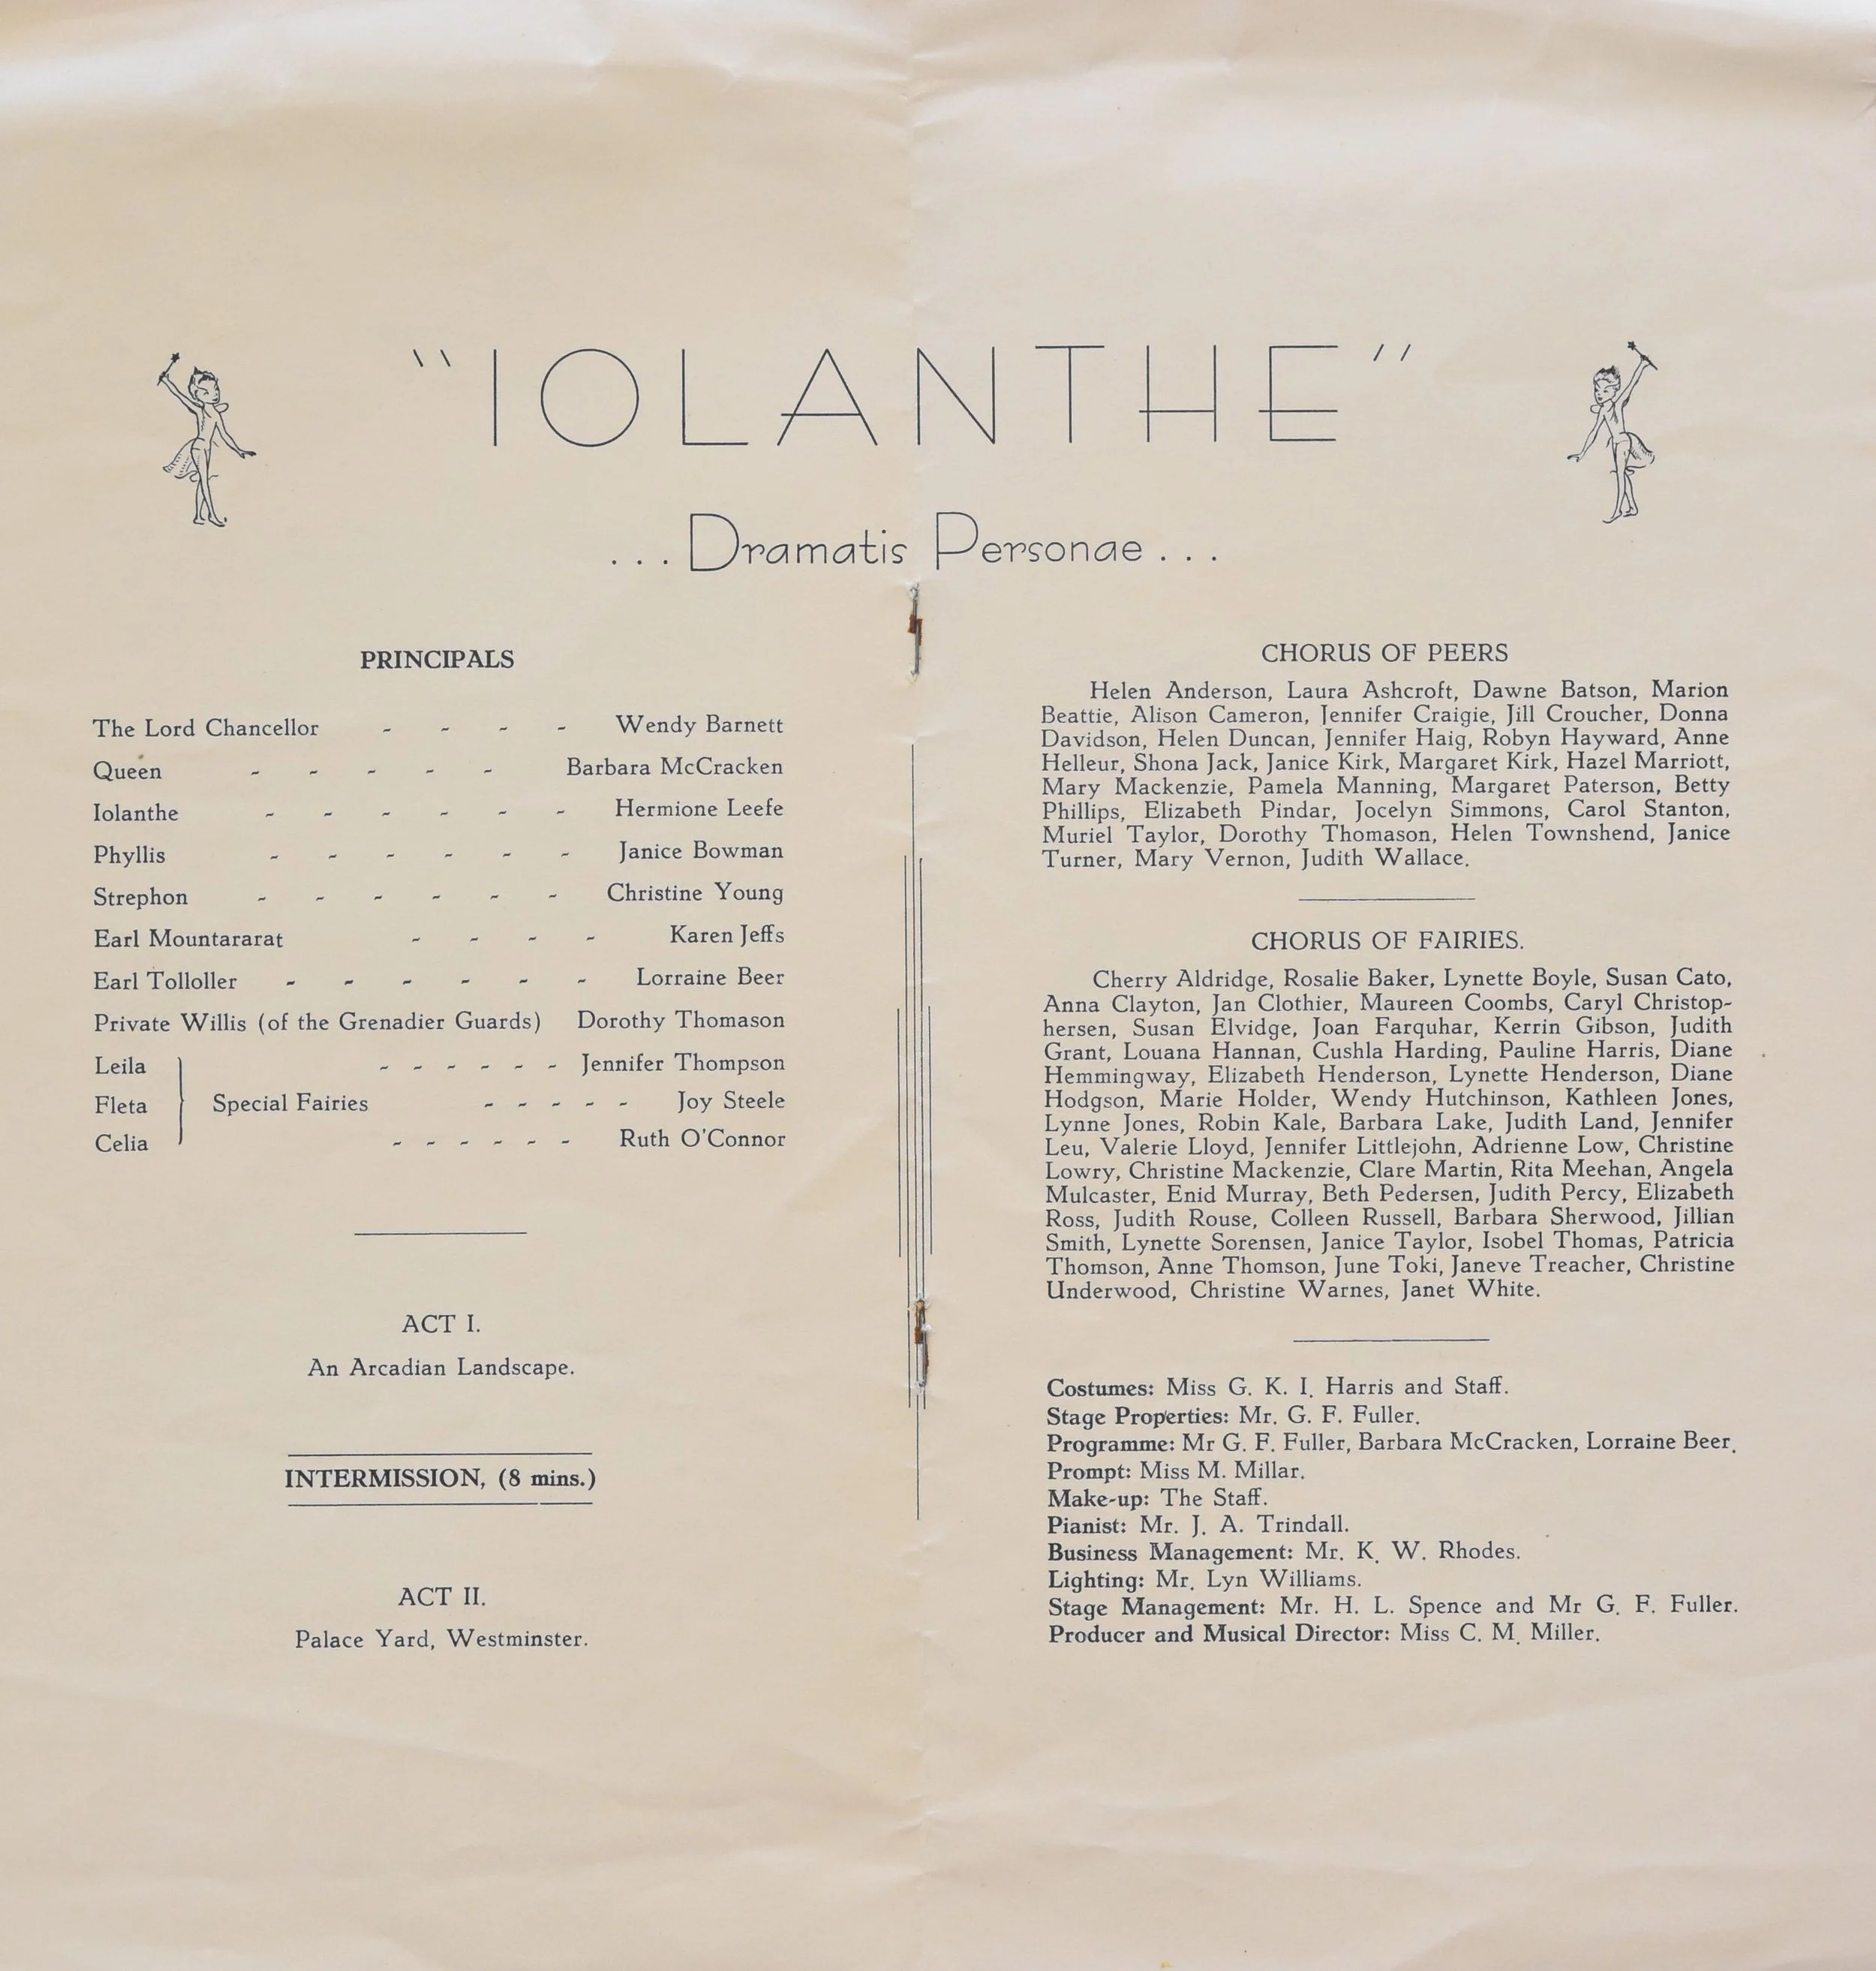 "IOLANTHE"
. . . Dramatis Personae . . .
PRINCIPALS
The Lord Chancellor - - - - Wendy Barnett
Queen - - - - - Barbara McCracken
Iolanthe - - - - - - Hermione Leefe
Phyllis - - - - - - Janice Bowman
Strephon - - - - - - Christine Young
Earl Mountararat - - - - Karen Jeffs
Earl Tolloller - - - - - - Lorraine Beer
Private Willis (of the Grenadier Guards) Dorothy Thomason
Leila - - - - - - Jennifer Thompson
Fleta Special Fairies - - - - - Joy Steele
Celia - - - - - - Ruth O'Connor
ACT I.
An Arcadian Landscape.
INTERMISSION, (8 mins.)
ACT II.
Palace Yard, Westminster.
CHORUS OF PEERS
Helen Anderson, Laura Ashcroft, Dawne Batson, Marion
Beattie, Alison Cameron, Jennifer Craigie, Jill Croucher, Donna
Davidson, Helen Duncan, Jennifer Haig, Robyn Hayward, Anne
Helleur, Shona Jack, Janice Kirk, Margaret Kirk, Hazel Marriott,
Mary Mackenzie, Pamela Manning, Margaret Paterson, Betty
Phillips, Elizabeth Pindar, Jocelyn Simmons, Carol Stanton,
Muriel Taylor, Dorothy Thomason, Helen Townshend, Janice
Turner, Mary Vernon, Judith Wallace.
CHORUS OF FAIRIES.
Cherry Aldridge, Rosalie Baker, Lynette Boyle, Susan Cato,
Anna Clayton, Jan Clothier, Maureen Coombs, Caryl Christop-
hersen, Susan Elvidge, Joan Farquhar, Kerrin Gibson, Judith
Grant, Louana Hannan, Cushla Harding, Pauline Harris, Diane
Hemmingway, Elizabeth Henderson, Lynette Henderson, Diane
Hodgson, Marie Holder, Wendy Hutchinson, Kathleen Jones,
Lynne Jones, Robin Kale, Barbara Lake, Judith Land, Jennifer
Leu, Valerie Lloyd, Jennifer Littlejohn, Adrienne Low, Christine
Lowry, Christine Mackenzie, Clare Martin, Rita Meehan, Angela
Mulcaster, Enid Murray, Beth Pedersen, Judith Percy, Elizabeth
Ross, Judith Rouse, Colleen Russell, Barbara Sherwood, Jillian
Smith, Lynette Sorensen, Janice Taylor, Isobel Thomas, Patricia
Thomson, Anne Thomson, June Toki, Janeve Treacher, Christine
Underwood, Christine Warnes, Janet White.
Costumes: Miss G. K. I. Harris and Staff.
Stage Properties: Mr. G. F. Fuller.
Programme: Mr G. F. Fuller, Barbara McCracken, Lorraine Beer.
Prompt: Miss M. Millar.
Make-up: The Staff.
Pianist: Mr. J. A. Trindall.
Business Management: Mr. K. W. Rhodes.
Lighting: Mr. Lyn Williams.
Stage Management: Mr. H. L. Spence and Mr G. F. Fuller.
Producer and Musical Director: Miss C. M. Miller.